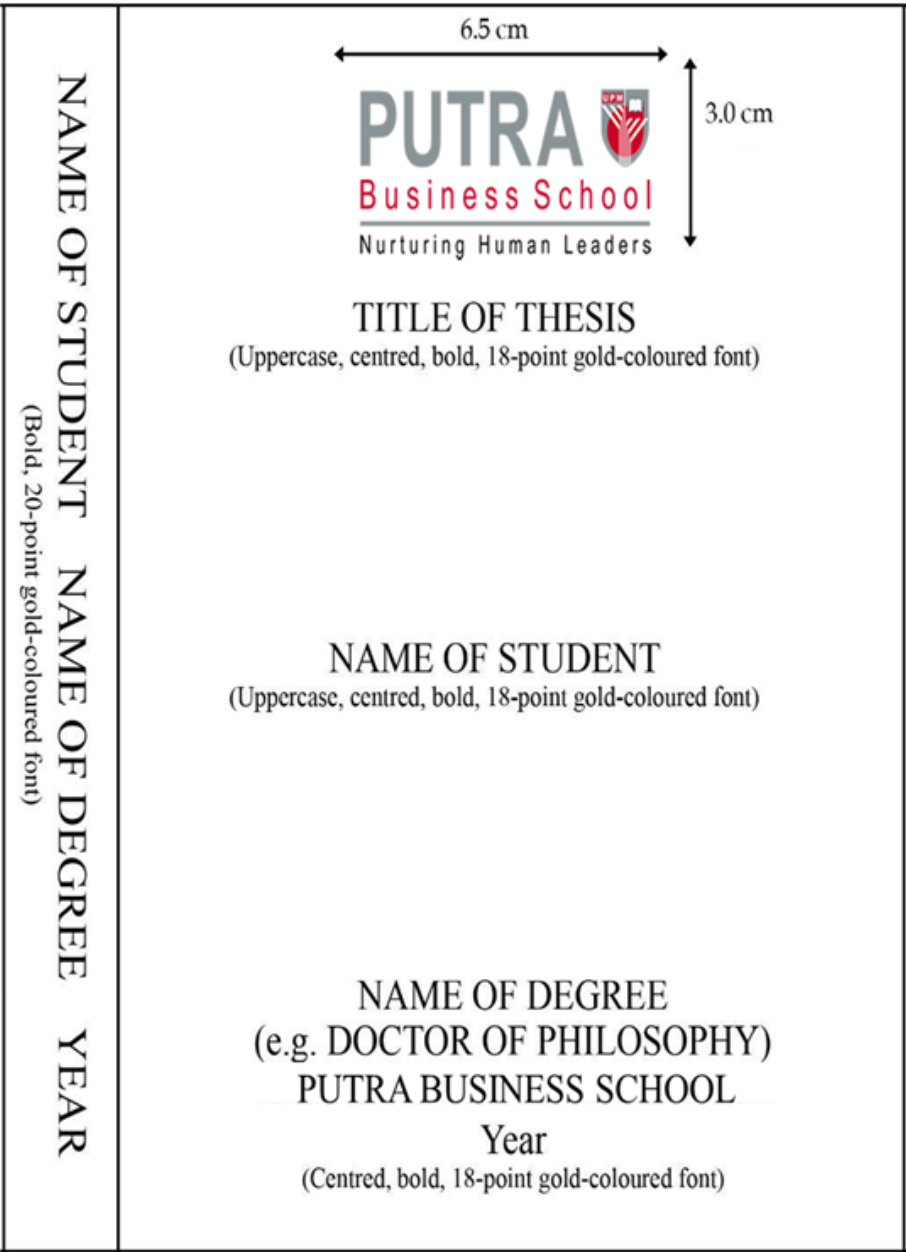 NAME OF STUDENT NAME OF DEGREE YEAR
(Bold, 20-point gold-coloured font)
6.5 cm
3.0 cm
PUTRA
UPM
Business School
Nurturing Human Leaders
TITLE OF THESIS
(Uppercase, centred, bold, 18-point gold-coloured font)
NAME OF STUDENT
(Uppercase, centred, bold, 18-point gold-coloured font)
NAME OF DEGREE
(e.g. DOCTOR OF PHILOSOPHY)
PUTRA BUSINESS SCHOOL
Year
(Centred, bold, 18-point gold-coloured font)